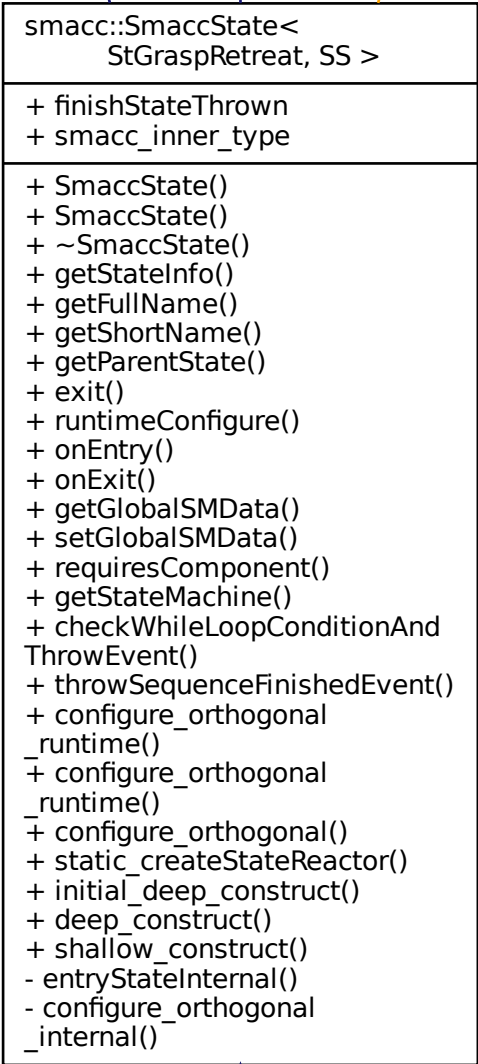 smacc::SmaccState<
StGraspRetreat, SS >
+ finishStateThrown
+ smacc_inner_type
+ SmaccState()
+ SmaccState()
+ ~SmaccState()
+ getStateInfo()
+ getFullName()
+ getShortName()
+ getParentState()
+ exit()
+ runtimeConfigure()
+ onEntry()
+ onExit()
+ getGlobalSMData()
+ setGlobalSMData()
+ requiresComponent()
+ getStateMachine()
+ checkWhileLoopConditionAnd
ThrowEvent()
+ throwSequenceFinishedEvent()
+ configure_orthogonal
_runtime()
+ configure_orthogonal
_runtime()
+ configure_orthogonal()
+ static_createStateReactor()
+ initial_deep_construct()
+ deep_construct()
+ shallow_construct()
- entryStateInternal()
- configure_orthogonal
_internal()